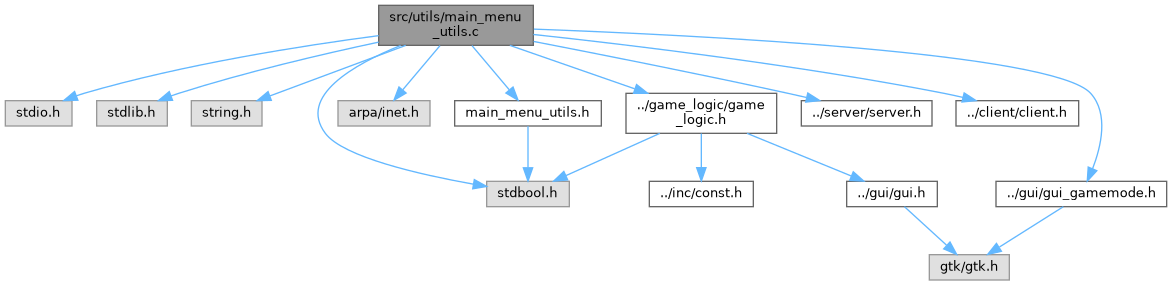 src/utils/main_menu
_utils.c
stdio.h
stdlib.h
string.h
arpa/inet.h
main_menu_utils.h
../game_logic/game
_logic.h
../server/server.h
../client/client.h
stdbool.h
../inc/const.h
../gui/gui.h
../gui/gui_gamemode.h
gtk/gtk.h